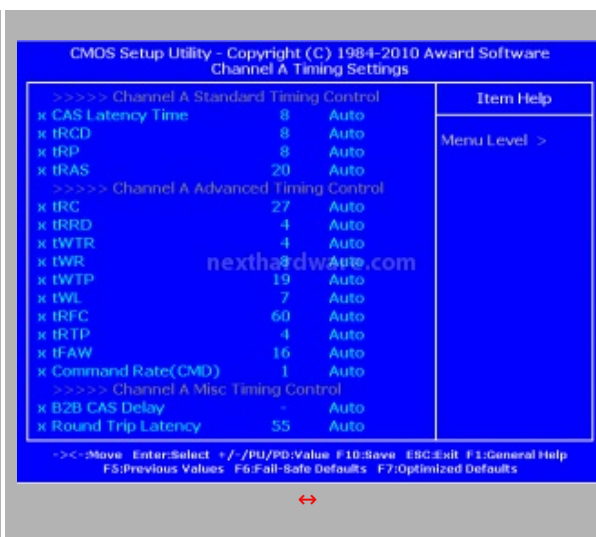 CMOS Setup Utility - Copyright (C) 1984-2010 Award Software
Channel A Timing Settings
>>>>> Channel A Standard Timing Control
Item Help
x CAS Latency Time 8 Auto
x tRCD 8 Auto
Menu Level >
x tRP 8 Auto
x tRAS 20 Auto
>>>>> Channel A Advanced Timing Control
x tRC 27 Auto
x tRRD 4 Auto
x tWTR 4 Auto
x tWR 8 Auto
nexthardware.com
x tWTP 19 Auto
x tWL 7 Auto
x tRFC 60 Auto
x tRTP 4 Auto
x tFAW 16 Auto
x Command Rate(CMD) 1 Auto
>>>>> Channel A Misc Timing Control
x B2B CAS Delay - Auto
x Round Trip Latency 55 Auto
-><-:Move Enter:Select +/-/PU/PD:Value F10:Save ESC:Exit F1:General Help
F5:Previous Values F6:Fail-Safe Defaults F7:Optimized Defaults